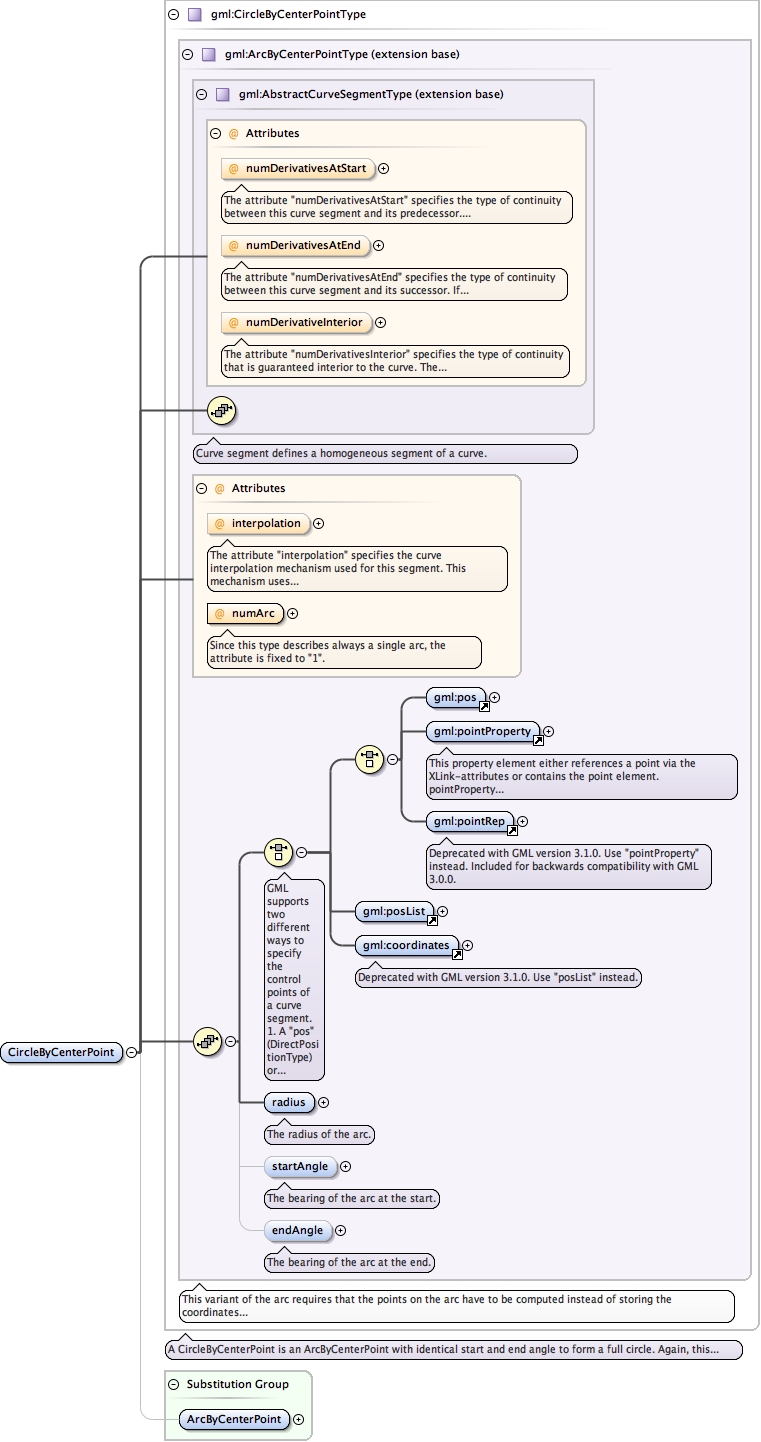 gml:CircleByCenterPointType
gml:ArcByCenterPointType (extension base)
gml:AbstractCurveSegmentType (extension base)
@ Attributes
@ numDerivativesAtStart
The attribute "numDerivativesAtStart" specifies the type of continuity
between this curve segment and its predecessor....
@ numDerivativesAtEnd
The attribute "numDerivativesAtEnd" specifies the type of continuity
between this curve segment and its successor. If...
@ numDerivativeInterior
The attribute "numDerivativesInterior" specifies the type of continuity
that is guaranteed interior to the curve. The...
Curve segment defines a homogeneous segment of a curve.
@ Attributes
@ interpolation
The attribute "interpolation" specifies the curve
interpolation mechanism used for this segment. This
mechanism uses...
@ numArc
Since this type describes always a single arc, the
attribute is fixed to "1".
gml:pos
gml:pointProperty
This property element either references a point via the
XLink-attributes or contains the point element.
pointProperty...
gml:pointRep
Deprecated with GML version 3.1.0. Use "pointProperty"
instead. Included for backwards compatibility with GML
3.0.0.
GML
supports
two
different
ways to
specify
the
control
points of
a curve
segment.
1. A "pos"
(DirectPosi
tionType)
or...
gml:posList
gml:coordinates
Deprecated with GML version 3.1.0. Use "posList" instead.
CircleByCenterPoint
radius
The radius of the arc.
startAngle
The bearing of the arc at the start.
endAngle
The bearing of the arc at the end.
This variant of the arc requires that the points on the arc have to be computed instead of storing the
coordinates...
A CircleByCenterPoint is an ArcByCenterPoint with identical start and end angle to form a full circle. Again, this...
Substitution Group
ArcByCenterPoint